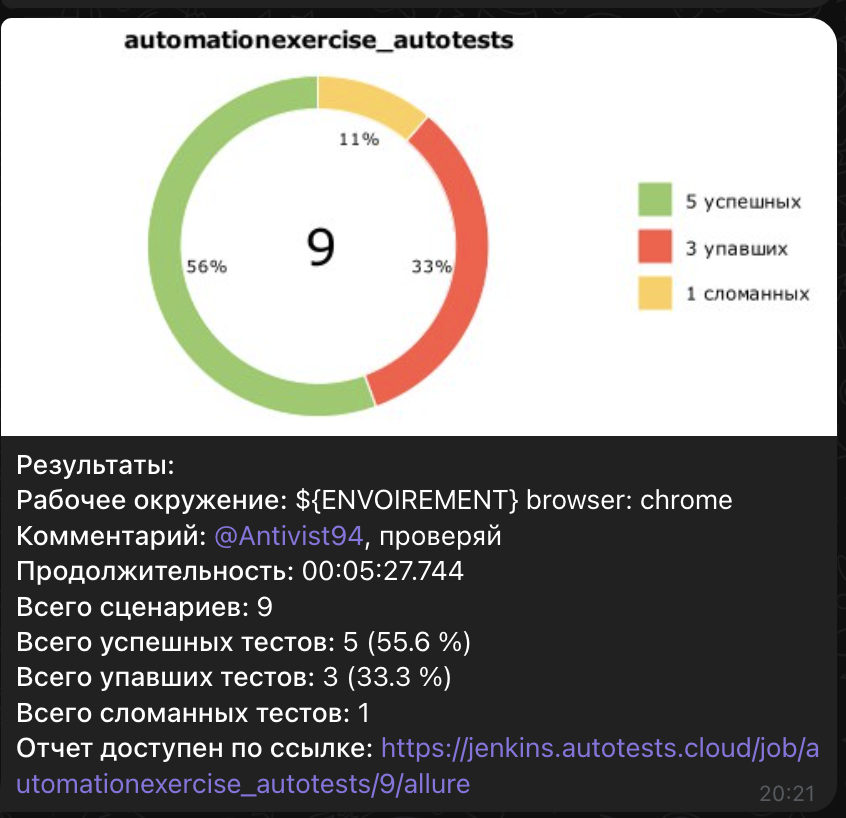 automationexercise_autotests
11%
9
56%
33%
5 успешных
3 упавших
1 сломанных
Результаты:
Рабочее окружение: ${ENVOIREMENT} browser: chrome
Комментарий: @Antivist94, проверяй
Продолжительность: 00:05:27.744
Всего сценариев: 9
Всего успешных тестов: 5 (55.6 %)
Всего упавших тестов: 3 (33.3 %)
Всего сломанных тестов: 1
Отчет доступен по ссылке: https://jenkins.autotests.cloud/job/a
utomationexercise_autotests/9/allure
20:21